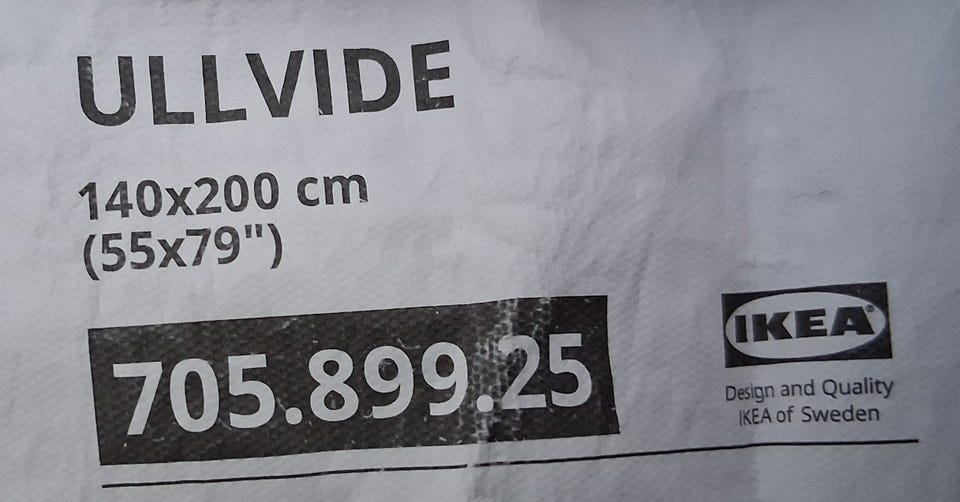 ULLVIDE
140x200 cm
(55x79")
705.899.25
IKEA®
Design and Quality
IKEA of Sweden